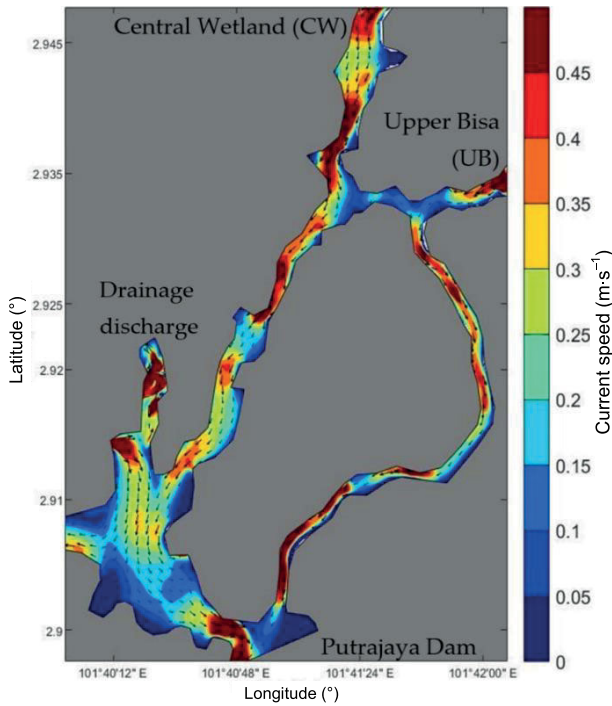 Central Wetland (CW)
Upper Bisa
(UB)
Drainage
discharge
Putrajaya Dam
2.945
2.935
2.925
2.92
2.91
2.9
Latitude (°)
101°40'12" E
101°40'48" E
101°41'24" E
101°42'00" E
Longitude (°)
0.45
0.4
0.35
0.3
0.25
0.2
0.15
0.1
0.05
0
Current speed (m·s⁻¹)